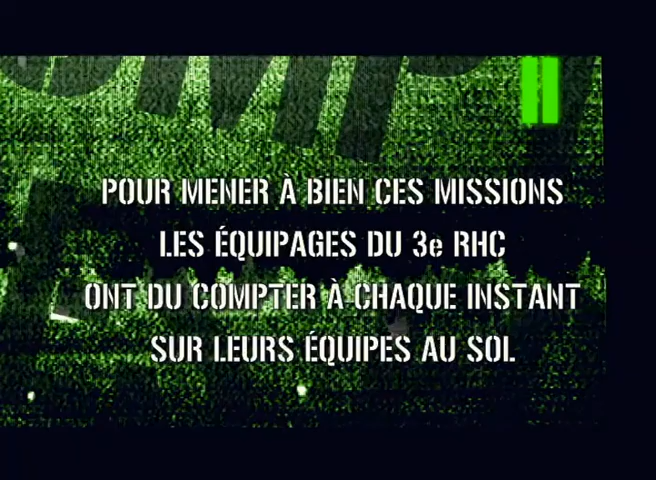 POUR MENER À BIEN CES MISSIONS
LES ÉQUIPAGES DU 3e RHC
ONT DU COMPTER À CHAQUE INSTANT
SUR LEURS ÉQUIPES AU SOL